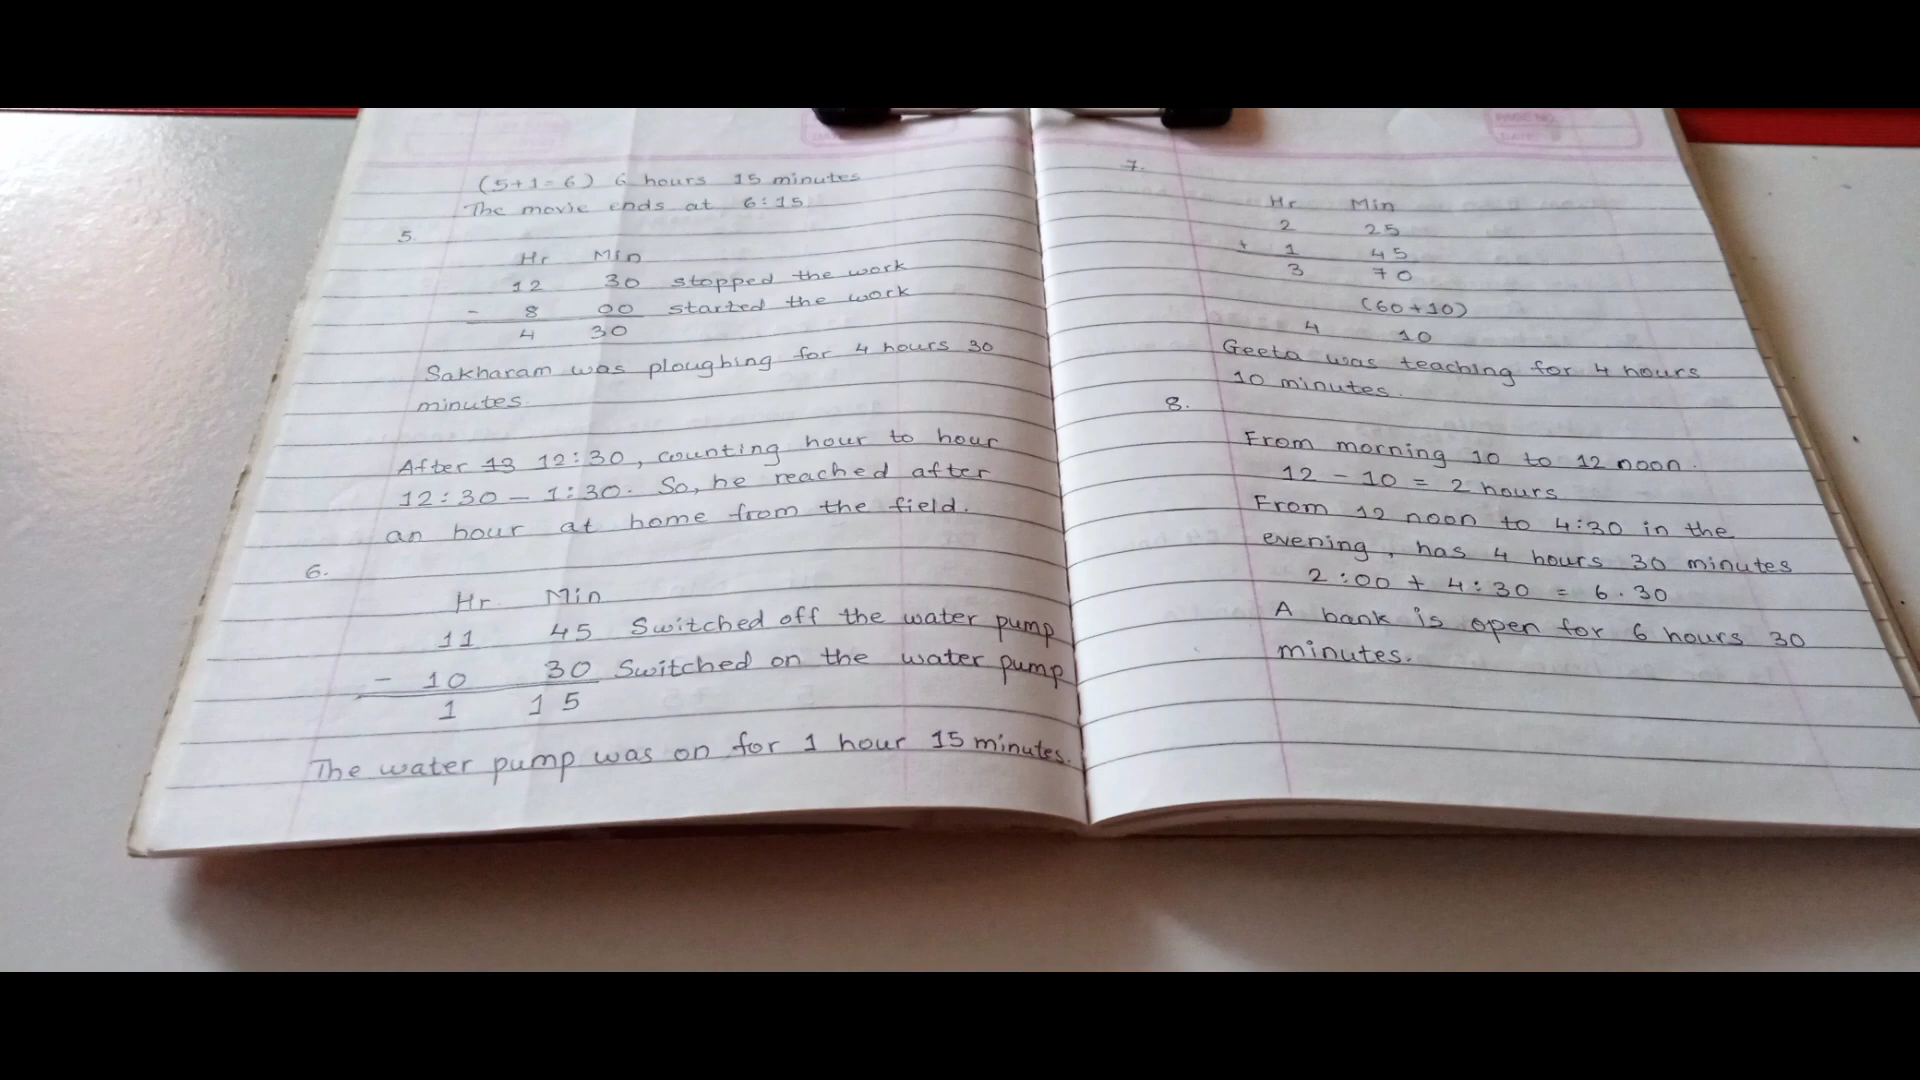 (5+1=6) 6 hours 15 minutes
The movie ends at 6:15
5.
Hr Min
12 30 stopped the work
- 8 00 started the work
4 30
Sakharam was ploughing for 4 hours 30
minutes.
After 13 12:30, counting hour to hour
12:30 – 1:30. So, he reached after
an hour at home from the field.
6.
Hr Min
11 45 Switched off the water pump
- 10 30 Switched on the water pump
1 15
The water pump was on for 1 hour 15 minutes.
PAGE NO.
DATE
7.
Hr Min
2 25
+ 1 45
3 70
(60+10)
4 10
Geeta was teaching for 4 hours
10 minutes.
8.
From morning 10 to 12 noon.
12 - 10 = 2 hours
From 12 noon to 4:30 in the
evening, has 4 hours 30 minutes
2:00 + 4:30 = 6.30
A bank is open for 6 hours 30
minutes.